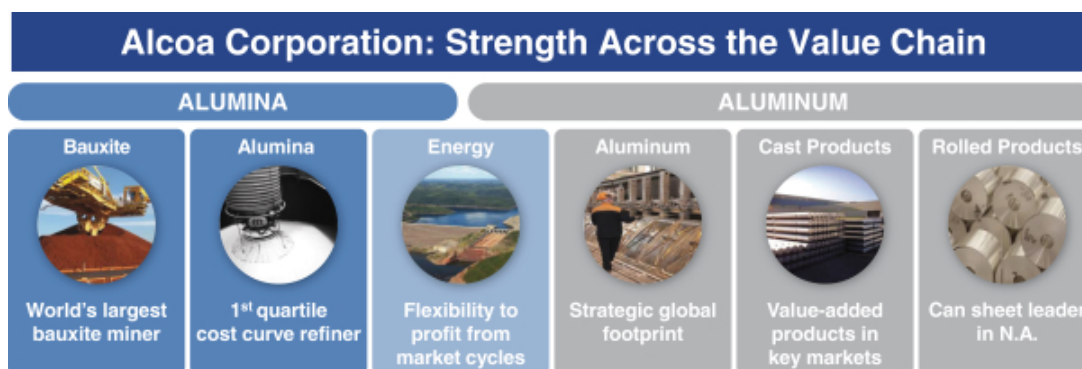 Alcoa Corporation: Strength Across the Value Chain
ALUMINA
ALUMINUM
Bauxite
World's largest
bauxite miner
Alumina
1st quartile
cost curve refiner
Energy
Flexibility to
profit from
market cycles
Aluminum
Strategic global
footprint
Cast Products
Value-added
products in
key markets
Rolled Products
Can sheet leader
in N.A.